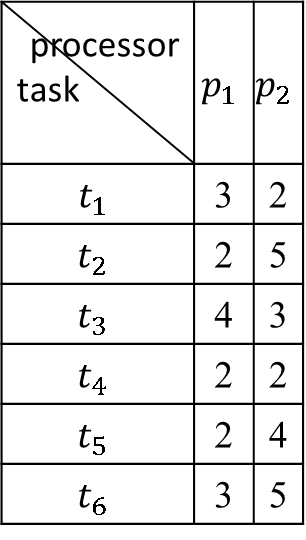 processor
task p₁ p₂
t₁ 3 2
t₂ 2 5
t₃ 4 3
t₄ 2 2
t₅ 2 4
t₆ 3 5